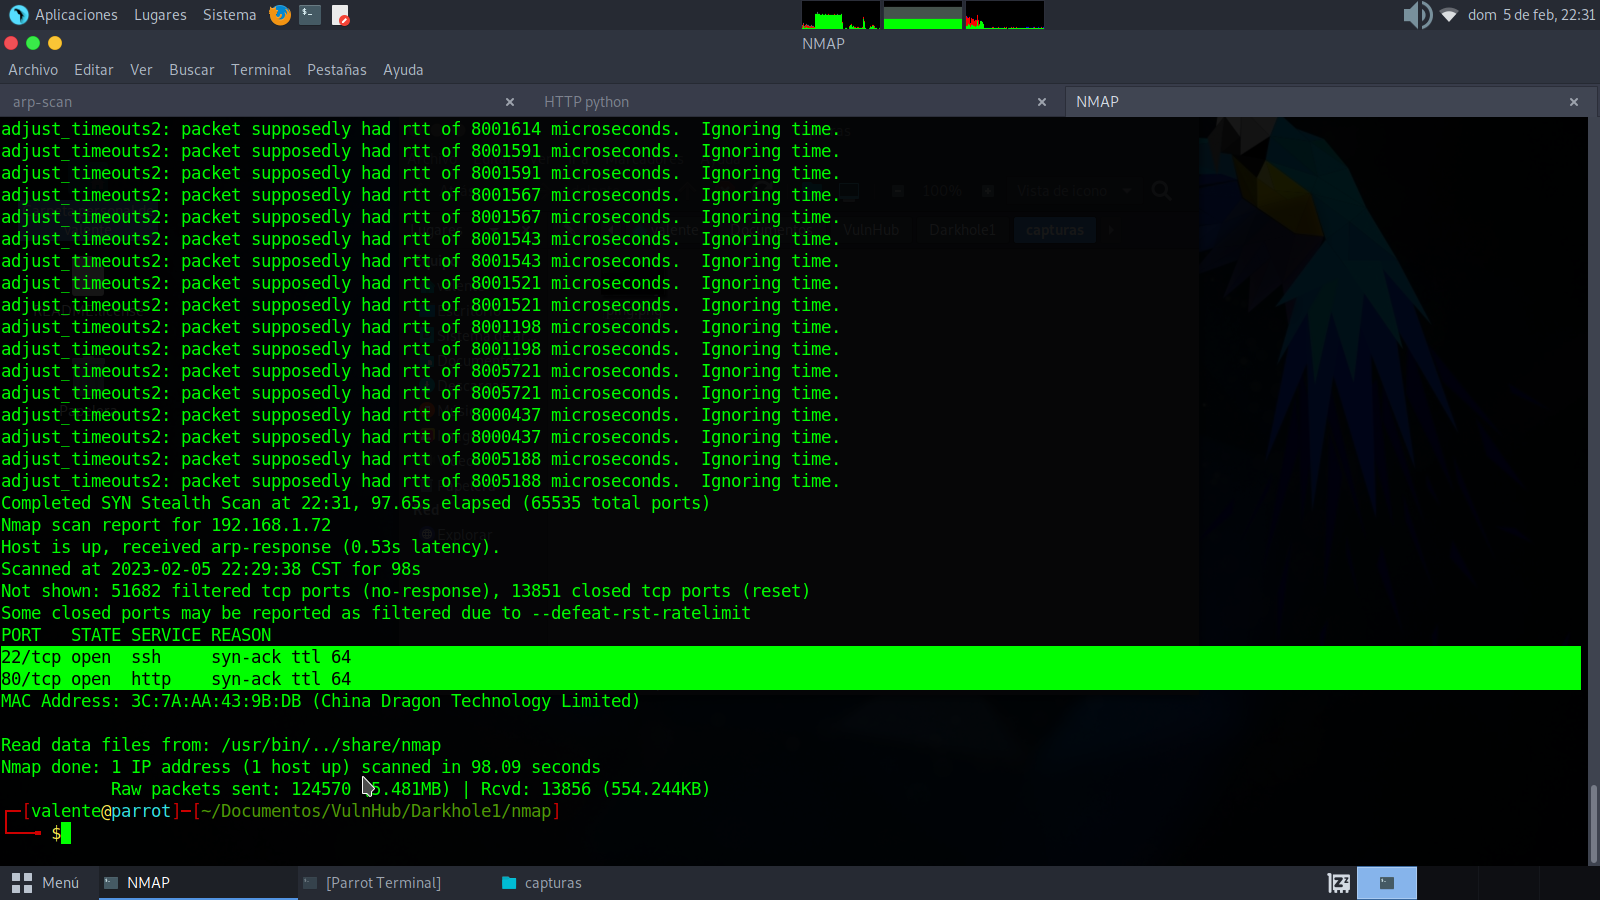 Aplicaciones Lugares Sistema dom 5 de feb, 22:31
NMAP
Archivo Editar Ver Buscar Terminal Pestañas Ayuda
arp-scan × HTTP python × NMAP ×
adjust_timeouts2: packet supposedly had rtt of 8001614 microseconds.  Ignoring time.
adjust_timeouts2: packet supposedly had rtt of 8001591 microseconds.  Ignoring time.
adjust_timeouts2: packet supposedly had rtt of 8001591 microseconds.  Ignoring time.
adjust_timeouts2: packet supposedly had rtt of 8001567 microseconds.  Ignoring time.
adjust_timeouts2: packet supposedly had rtt of 8001567 microseconds.  Ignoring time.
adjust_timeouts2: packet supposedly had rtt of 8001543 microseconds.  Ignoring time.
adjust_timeouts2: packet supposedly had rtt of 8001543 microseconds.  Ignoring time.
adjust_timeouts2: packet supposedly had rtt of 8001521 microseconds.  Ignoring time.
adjust_timeouts2: packet supposedly had rtt of 8001521 microseconds.  Ignoring time.
adjust_timeouts2: packet supposedly had rtt of 8001198 microseconds.  Ignoring time.
adjust_timeouts2: packet supposedly had rtt of 8001198 microseconds.  Ignoring time.
adjust_timeouts2: packet supposedly had rtt of 8005721 microseconds.  Ignoring time.
adjust_timeouts2: packet supposedly had rtt of 8005721 microseconds.  Ignoring time.
adjust_timeouts2: packet supposedly had rtt of 8000437 microseconds.  Ignoring time.
adjust_timeouts2: packet supposedly had rtt of 8000437 microseconds.  Ignoring time.
adjust_timeouts2: packet supposedly had rtt of 8005188 microseconds.  Ignoring time.
adjust_timeouts2: packet supposedly had rtt of 8005188 microseconds.  Ignoring time.
100% Vista de icono
valente Documentos VulnHub Darkhole1 capturas
Completed SYN Stealth Scan at 22:31, 97.65s elapsed (65535 total ports)
Nmap scan report for 192.168.1.72
Host is up, received arp-response (0.53s latency).
Scanned at 2023-02-05 22:29:38 CST for 98s
Not shown: 51682 filtered tcp ports (no-response), 13851 closed tcp ports (reset)
Some closed ports may be reported as filtered due to --defeat-rst-ratelimit
PORT   STATE SERVICE REASON
22/tcp open  ssh     syn-ack ttl 64
80/tcp open  http    syn-ack ttl 64
MAC Address: 3C:7A:AA:43:9B:DB (China Dragon Technology Limited)
Read data files from: /usr/bin/../share/nmap
Nmap done: 1 IP address (1 host up) scanned in 98.09 seconds
Raw packets sent: 124570 (5.481MB) | Rcvd: 13856 (554.244KB)
[valente@parrot]─[~/Documentos/VulnHub/Darkhole1/nmap]
$
Menú NMAP [Parrot Terminal] capturas